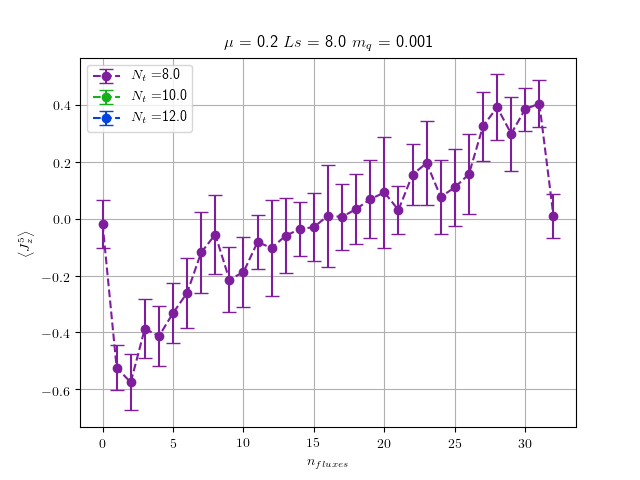 μ = 0.2 Ls = 8.0 m_q = 0.001
N_t =8.0
N_t =10.0
N_t =12.0
⟨J_z^5⟩
0.4
0.2
0.0
−0.2
−0.4
−0.6
0 5 10 15 20 25 30
n_{fluxes}